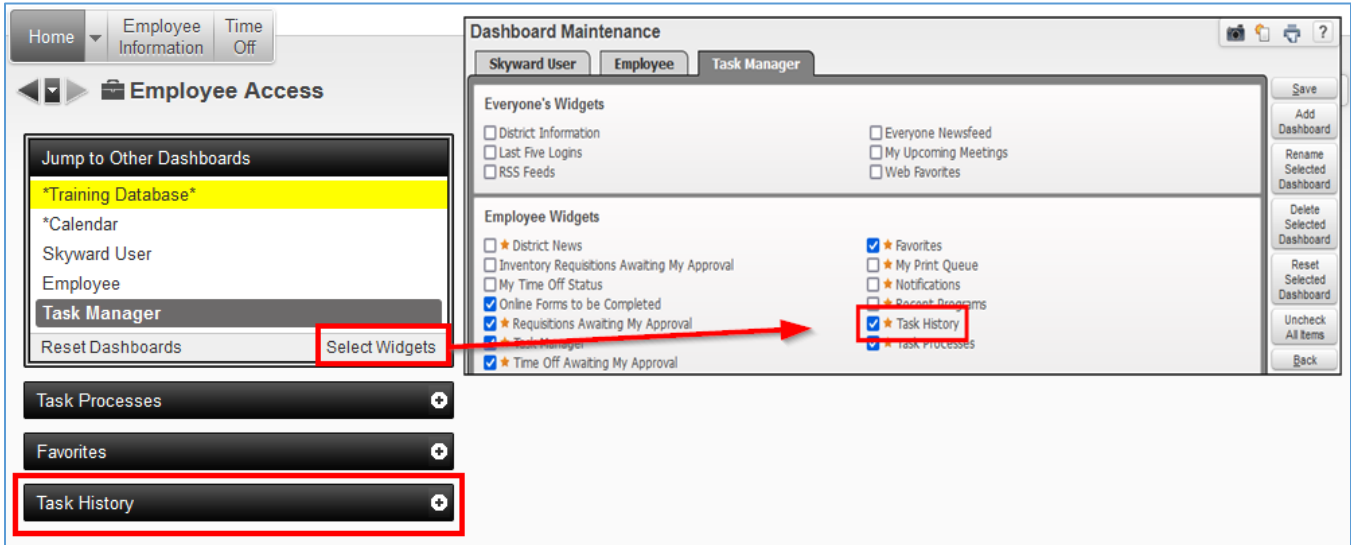 Home
Employee Information
Time Off
Employee Access
Jump to Other Dashboards
*Training Database*
*Calendar
Skyward User
Employee
Task Manager
Reset Dashboards
Select Widgets
Task Processes
Favorites
Task History
Dashboard Maintenance
?
Skyward User
Employee
Task Manager
Everyone's Widgets
District Information
Everyone Newsfeed
Last Five Logins
My Upcoming Meetings
RSS Feeds
Web Favorites
Employee Widgets
District News
Favorites
Inventory Requisitions Awaiting My Approval
My Print Queue
My Time Off Status
Notifications
Online Forms to be Completed
Recent Programs
Requisitions Awaiting My Approval
Task History
Task Manager
Task Processes
Time Off Awaiting My Approval
Save
Add
Dashboard
Rename
Selected
Dashboard
Delete
Selected
Dashboard
Reset
Selected
Dashboard
Uncheck
All Items
Back